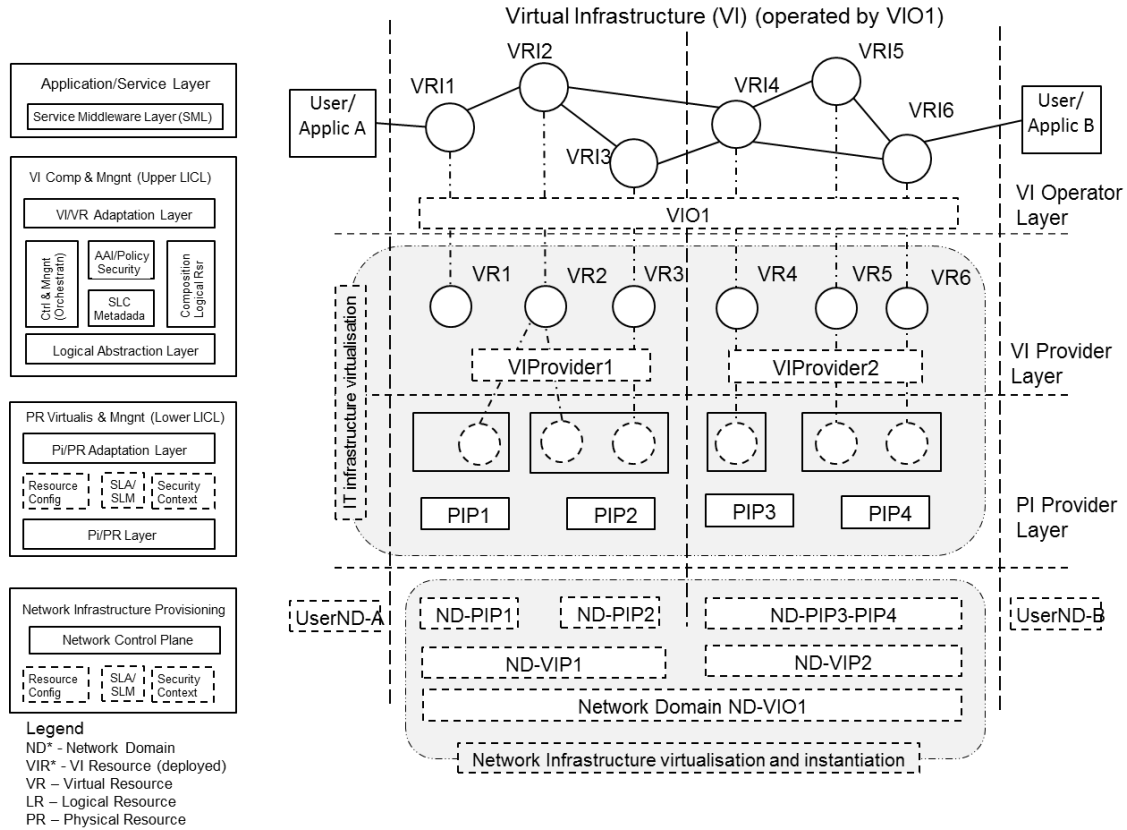 Virtual Infrastructure (VI) (operated by VIO1)
Application/Service Layer
Service Middleware Layer (SML)
VI Comp & Mngnt (Upper LICL)
VI/VR Adaptation Layer
Ctrl & Mngnt
(Orchestratn)
AAI/Policy
Security
SLC
Metadada
Composition
Logical Rsr
Logical Abstraction Layer
PR Virtualis & Mngnt (Lower LICL)
Pi/PR Adaptation Layer
Resource
Config
SLA/
SLM
Security
Context
Pi/PR Layer
Network Infrastructure Provisioning
Network Control Plane
Resource
Config
SLA/
SLM
Security
Context
Legend
ND* - Network Domain
VIR* - VI Resource (deployed)
VR – Virtual Resource
LR – Logical Resource
PR – Physical Resource
User/
Applic A
VRI1
VRI2
VRI3
VRI4
VRI5
VRI6
User/
Applic B
VIO1
VI Operator
Layer
VR1
VR2
VR3
VR4
VR5
VR6
IT infrastructure virtualisation
VIProvider1
VIProvider2
VI Provider
Layer
PIP1
PIP2
PIP3
PIP4
PI Provider
Layer
UserND-A
ND-PIP1
ND-PIP2
ND-PIP3-PIP4
UserND-B
ND-VIP1
ND-VIP2
Network Domain ND-VIO1
Network Infrastructure virtualisation and instantiation